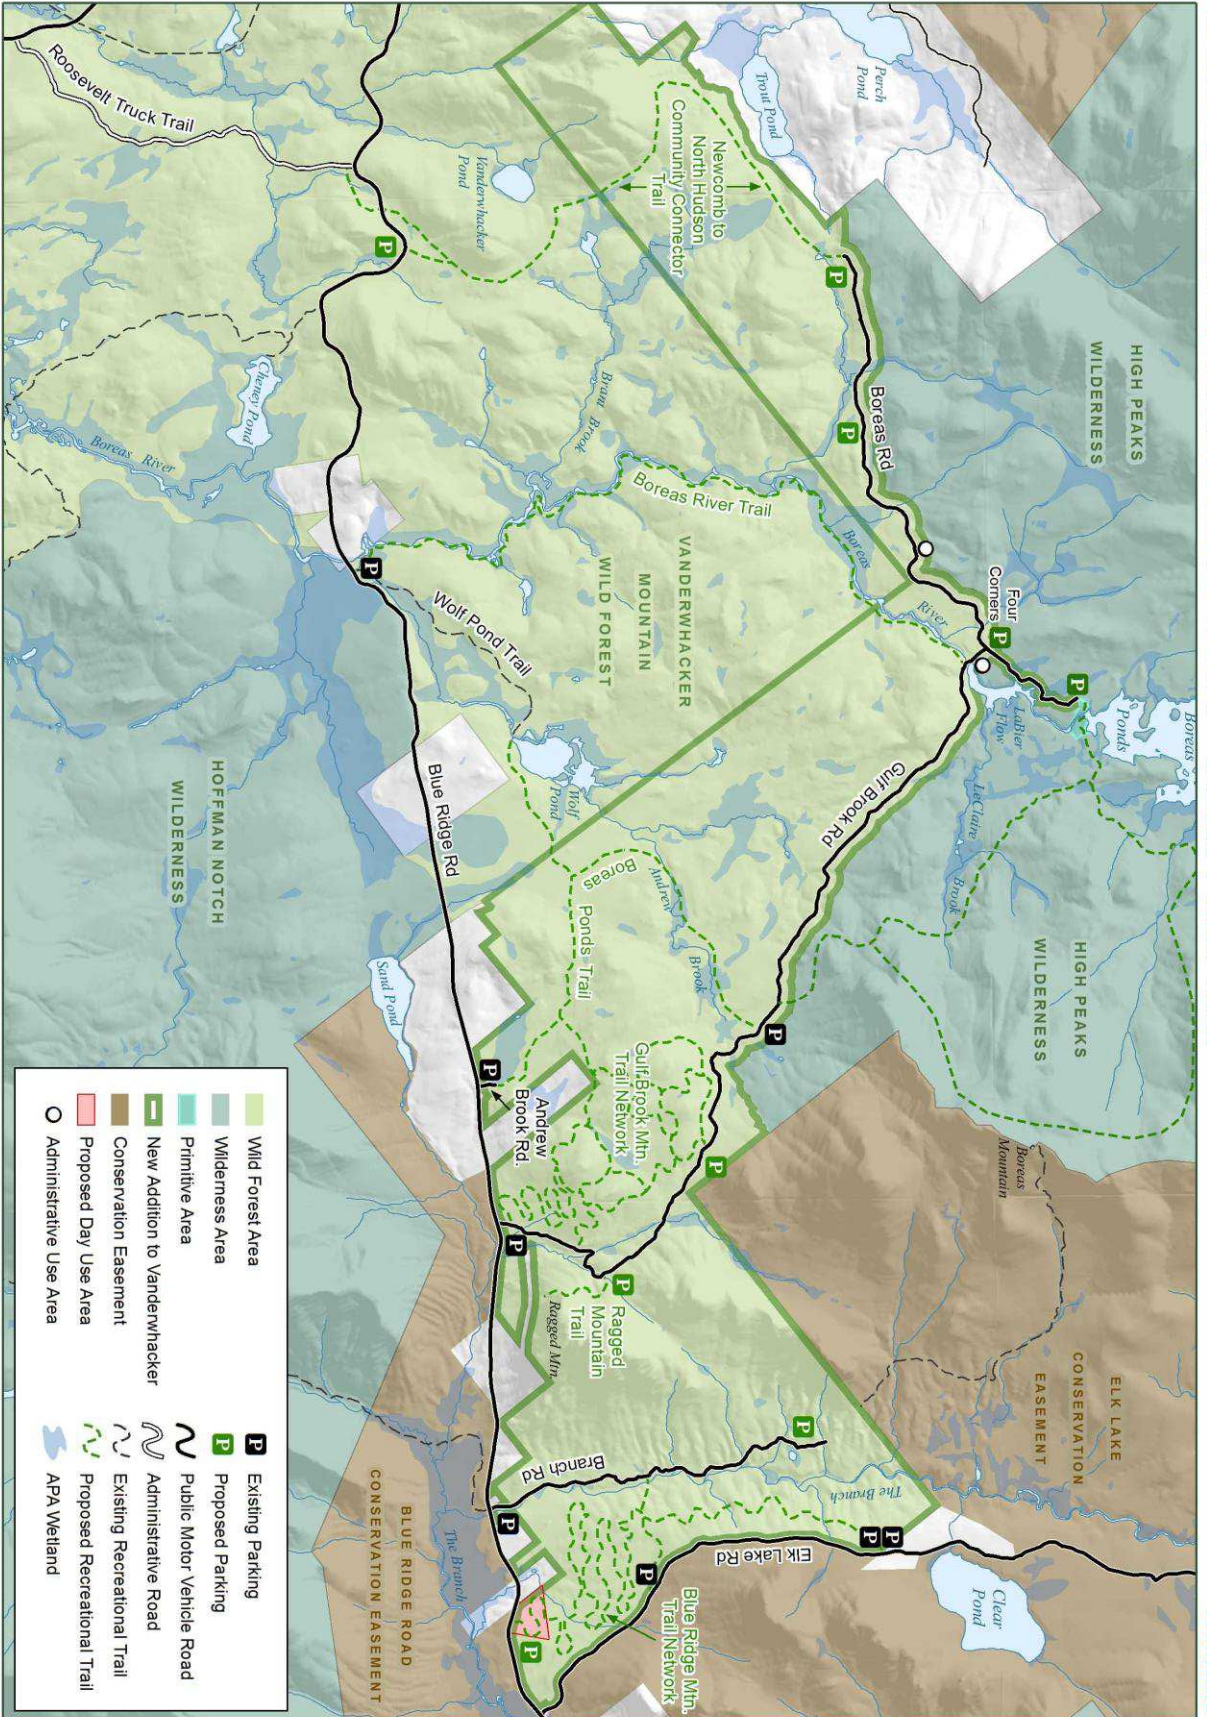 HIGH PEAKS
WILDERNESS
Perch
Pond
Trout Pond
Newcomb to
North Hudson
Community Connector
Trail
Roosevelt Truck Trail
Vanderwhacker
Pond
P
P
P
Boreas Rd
Four
Corners
P
P
Boreas
Ponds
LaBier
Flow
LeClaire
Brook
Boreas
River
Boreas River Trail
Brant
Brook
Cheney Pond
Boreas River
P
Wolf Pond Trail
VANDERWHACKER
MOUNTAIN
WILD FOREST
Wolf
Pond
Gulf Brook Rd
HIGH PEAKS
WILDERNESS
Boreas
Ponds Trail
Andrew
Brook
P
Blue Ridge Rd
HOFFMAN NOTCH
WILDERNESS
Sand Pond
P
Andrew
Brook Rd.
Gulf Brook Mtn.
Trail Network
P
Boreas
Mountain
P
P
Ragged
Mountain
Trail
Ragged Mtn.
ELK LAKE
CONSERVATION
EASEMENT
P
Branch Rd
The Branch
P
P
Elk Lake Rd
Clear
Pond
P
P
P
Blue Ridge Mtn.
Trail Network
The Branch
BLUE RIDGE ROAD
CONSERVATION EASEMENT
Wild Forest Area
Wilderness Area
Primitive Area
New Addition to Vanderwhacker
Conservation Easement
Proposed Day Use Area
Administrative Use Area
P Existing Parking
P Proposed Parking
Public Motor Vehicle Road
Administrative Road
Existing Recreational Trail
Proposed Recreational Trail
APA Wetland